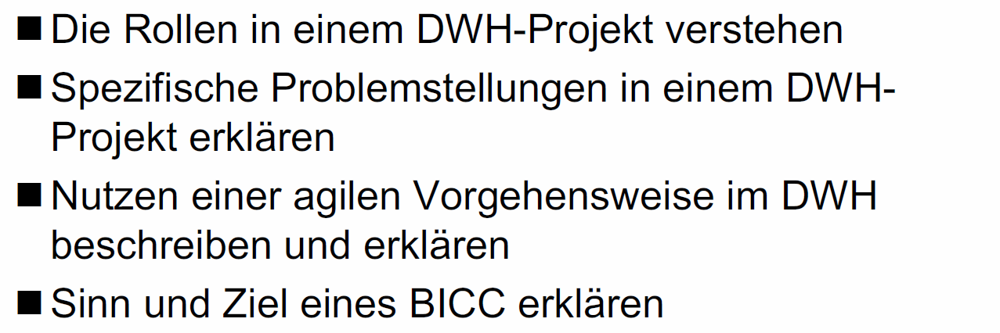 ■ Die Rollen in einem DWH-Projekt verstehen
■ Spezifische Problemstellungen in einem DWH-
Projekt erklären
■ Nutzen einer agilen Vorgehensweise im DWH
beschreiben und erklären
■ Sinn und Ziel eines BICC erklären